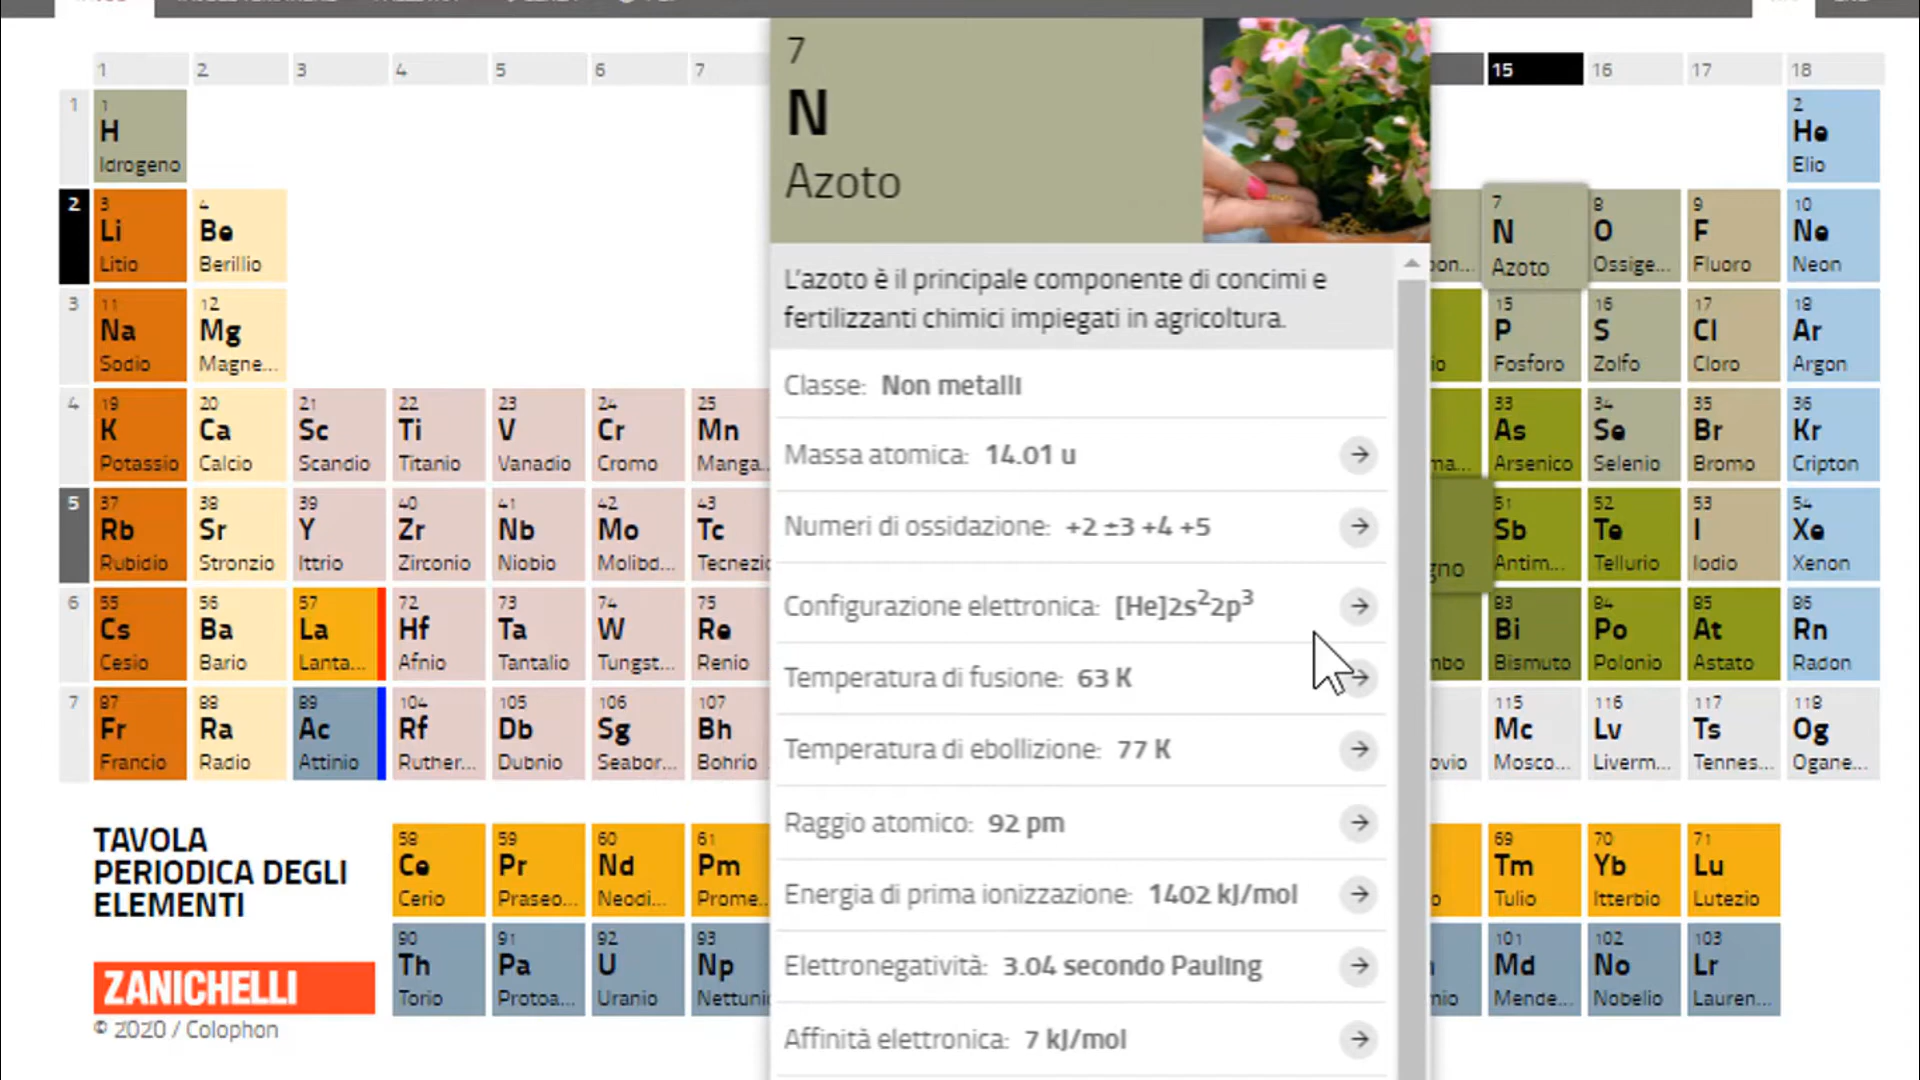 1 2 3 4 5 6 7 15 16 17 18
1
1
H
Idrogeno
2
He
Elio
2
3
Li
Litio
4
Be
Berillio
7
N
Azoto
8
O
Ossige...
9
F
Fluoro
10
Ne
Neon
3
11
Na
Sodio
12
Mg
Magne...
15
P
Fosforo
16
S
Zolfo
17
Cl
Cloro
18
Ar
Argon
4
19
K
Potassio
20
Ca
Calcio
21
Sc
Scandio
22
Ti
Titanio
23
V
Vanadio
24
Cr
Cromo
25
Mn
Manga...
33
As
Arsenico
34
Se
Selenio
35
Br
Bromo
36
Kr
Cripton
5
37
Rb
Rubidio
38
Sr
Stronzio
39
Y
Ittrio
40
Zr
Zirconio
41
Nb
Niobio
42
Mo
Molibd...
43
Tc
Tecnezi
51
Sb
Antim...
52
Te
Tellurio
53
I
Iodio
54
Xe
Xenon
6
55
Cs
Cesio
56
Ba
Bario
57
La
Lanta...
72
Hf
Afnio
73
Ta
Tantalio
74
W
Tungst...
75
Re
Renio
83
Bi
Bismuto
84
Po
Polonio
85
At
Astato
86
Rn
Radon
7
87
Fr
Francio
88
Ra
Radio
89
Ac
Attinio
104
Rf
Ruther...
105
Db
Dubnio
106
Sg
Seabor...
107
Bh
Bohrio
115
Mc
Mosco...
116
Lv
Liverm...
117
Ts
Tennes...
118
Og
Ogane...
58
Ce
Cerio
59
Pr
Praseo...
60
Nd
Neodi...
61
Pm
Prome...
69
Tm
Tulio
70
Yb
Itterbio
71
Lu
Lutezio
90
Th
Torio
91
Pa
Protoa...
92
U
Uranio
93
Np
Nettuni
101
Md
Mende...
102
No
Nobelio
103
Lr
Lauren...
7
N
Azoto
L'azoto è il principale componente di concimi e
fertilizzanti chimici impiegati in agricoltura.
Classe: Non metalli
Massa atomica: 14.01 u
Numeri di ossidazione: +2 ±3 +4 +5
Configurazione elettronica: [He]2s²2p³
Temperatura di fusione: 63 K
Temperatura di ebollizione: 77 K
Raggio atomico: 92 pm
Energia di prima ionizzazione: 1402 kJ/mol
Elettronegatività: 3.04 secondo Pauling
Affinità elettronica: 7 kJ/mol
TAVOLA
PERIODICA DEGLI
ELEMENTI
ZANICHELLI
© 2020 / Colophon